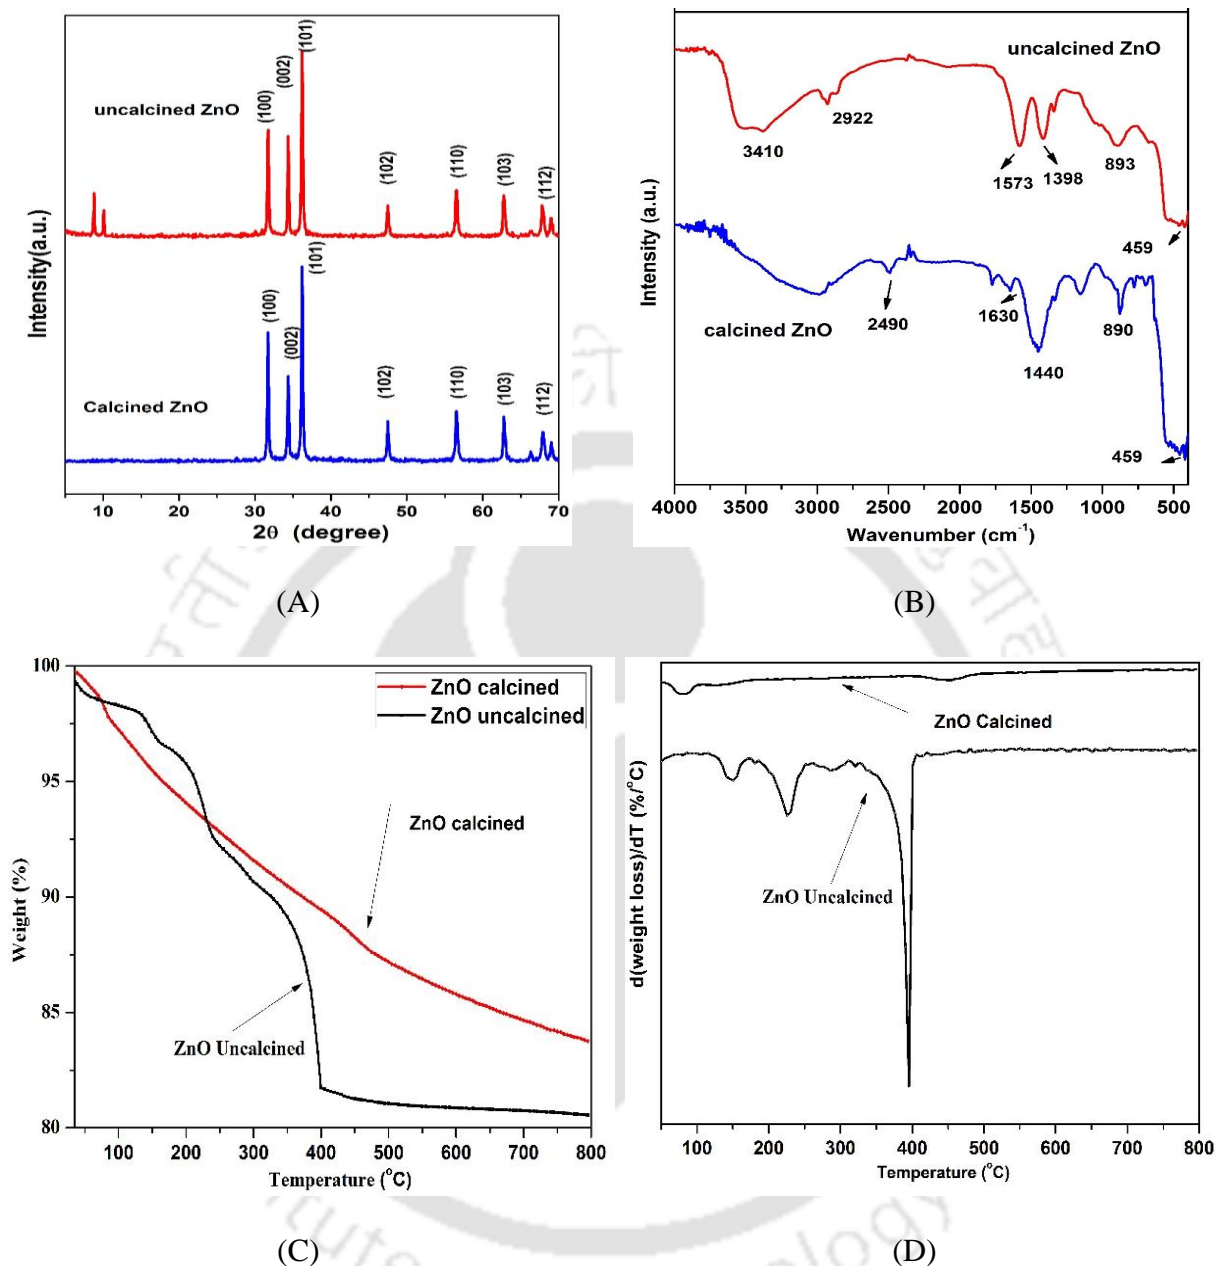 (101)
(002)
(100)
uncalcined ZnO
(102)
(110)
(103)
(112)
(101)
(100)
(002)
Calcined ZnO
(102)
(110)
(103)
(112)
Intensity(a.u.)
10 20 30 40 50 60 70
2θ (degree)
(A)
uncalcined ZnO
2922
3410
1573
1398
893
459
2490
1630
calcined ZnO
890
1440
459
Intensity (a.u.)
4000 3500 3000 2500 2000 1500 1000 500
Wavenumber (cm⁻¹)
(B)
100
95
90
85
80
Weight (%)
ZnO calcined
ZnO uncalcined
ZnO calcined
ZnO Uncalcined
100 200 300 400 500 600 700 800
Temperature (°C)
(C)
ZnO Calcined
ZnO Uncalcined
d(weight loss)/dT (%/°C)
100 200 300 400 500 600 700 800
Temperature (°C)
(D)